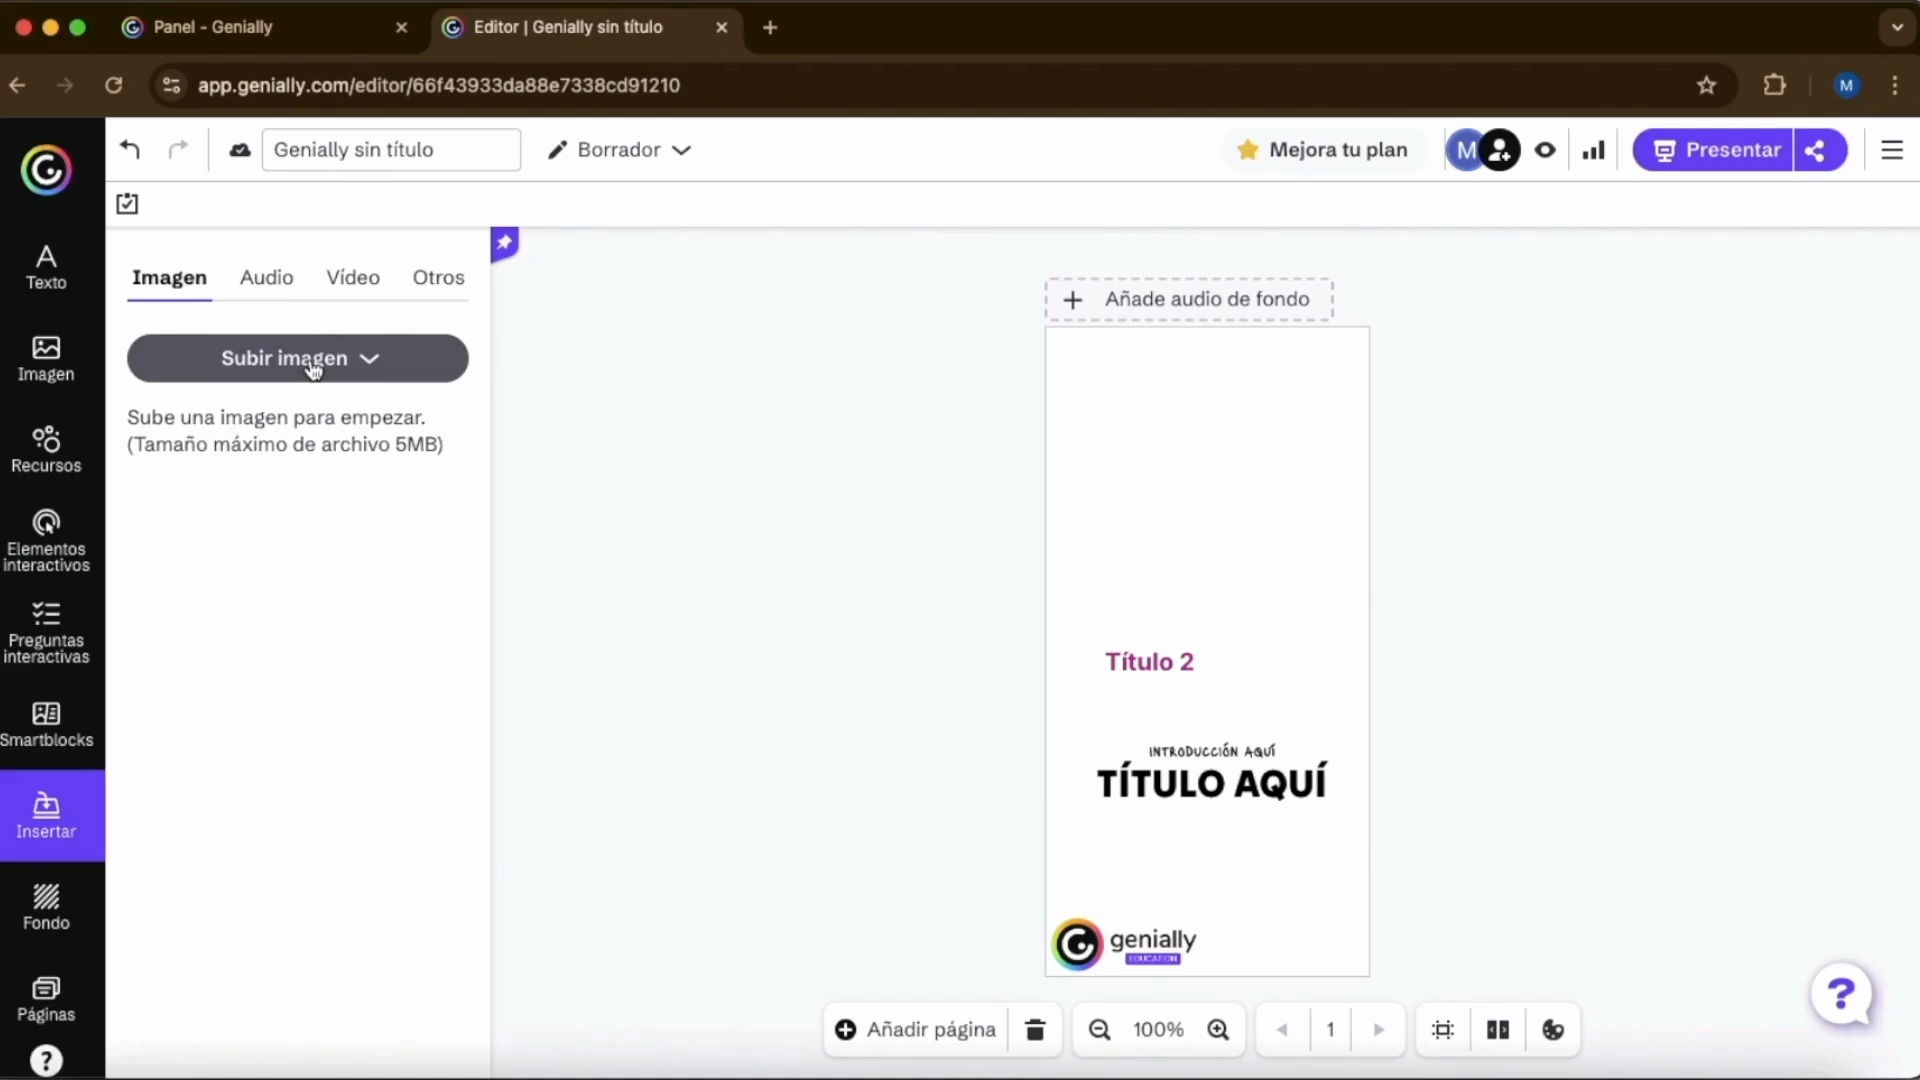 Panel - Genially
Editor | Genially sin título
app.genially.com/editor/66f43933da88e7338cd91210
M
Genially sin título
Borrador
Mejora tu plan
M
Presentar
Texto
Imagen
Recursos
Elementos
interactivos
Preguntas
interactivas
Smartblocks
Insertar
Fondo
Páginas
?
Imagen
Audio
Vídeo
Otros
Subir imagen
Sube una imagen para empezar.
(Tamaño máximo de archivo 5MB)
+ Añade audio de fondo
Título 2
INTRODUCCIÓN AQUÍ
TÍTULO AQUÍ
genially
EDUCATION
Añadir página
100%
1
?